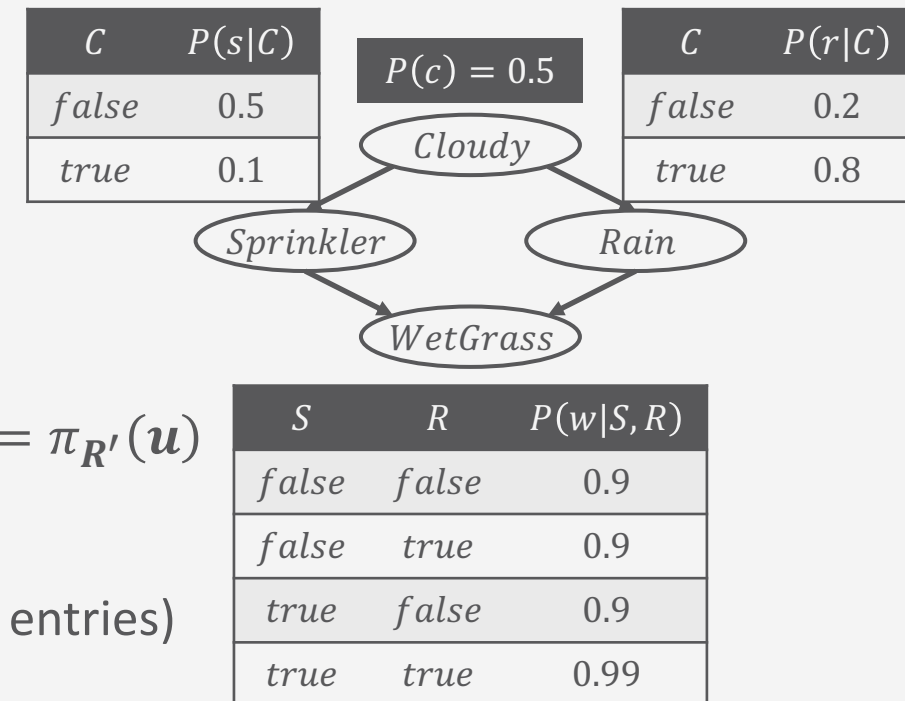 C P(s|C)
false 0.5
true 0.1
P(c) = 0.5
C P(r|C)
false 0.2
true 0.8
Cloudy
Sprinkler Rain
WetGrass
= π_R′(u)
entries)
S R P(w|S, R)
false false 0.9
false true 0.9
true false 0.9
true true 0.99